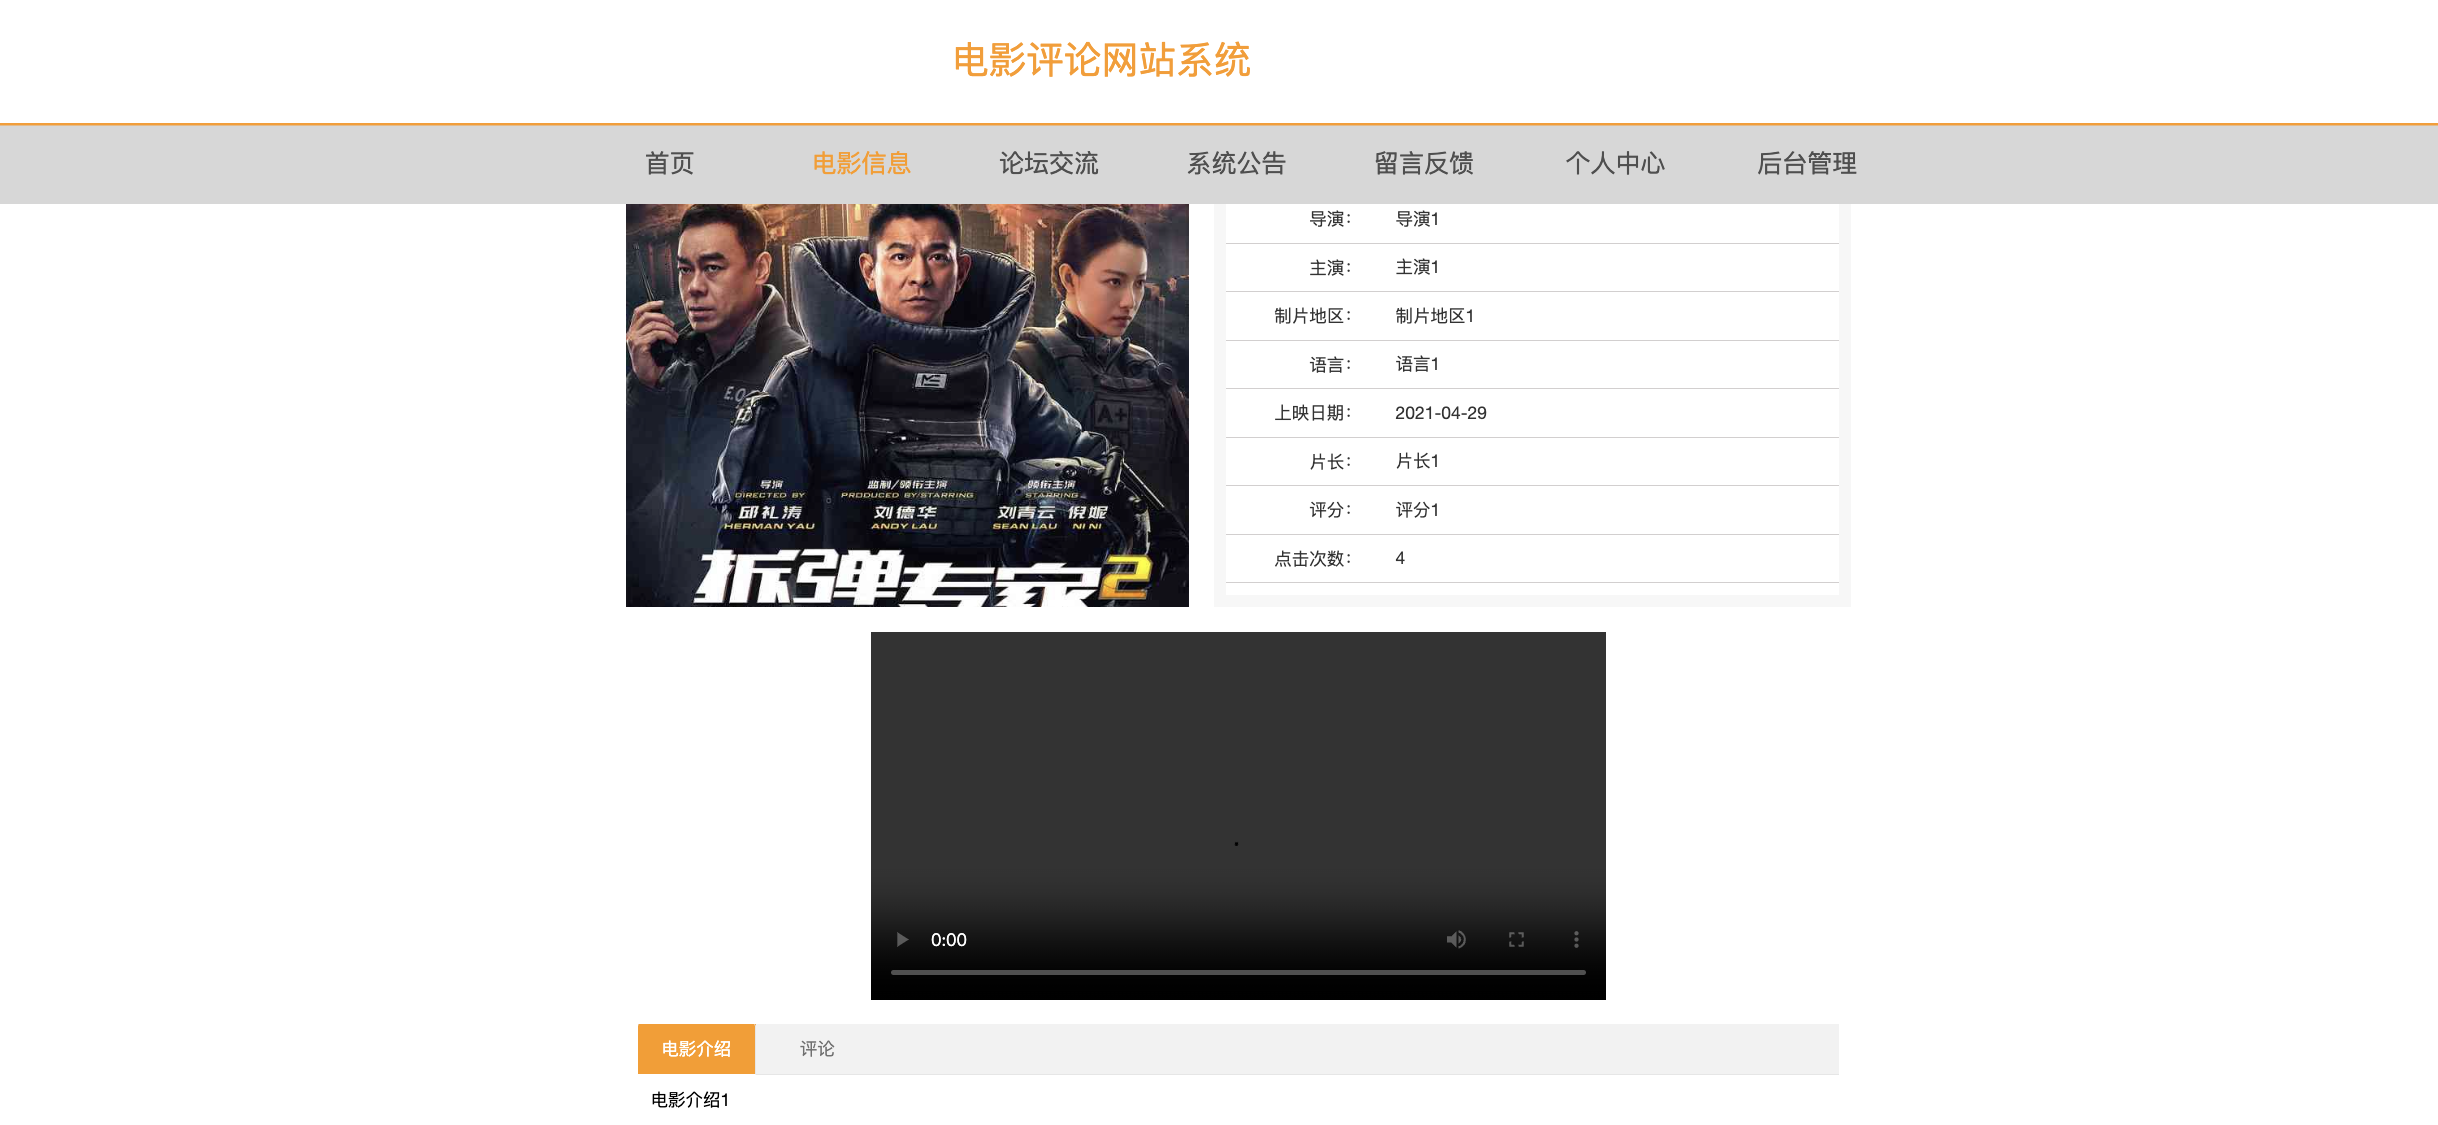 电影评论网站系统
首页 电影信息 论坛交流 系统公告 留言反馈 个人中心 后台管理
E.O
A+
导演 监制/领衔主演 领衔主演
DIRECTED BY PRODUCED BY/STARRING STARRING
邱礼涛 刘德华 刘青云 倪妮
HERMAN YAU ANDY LAU SEAN LAU NI NI
拆弹专家2
导演： 导演1
主演： 主演1
制片地区： 制片地区1
语言： 语言1
上映日期： 2021-04-29
片长： 片长1
评分： 评分1
点击次数： 4
0:00
电影介绍 评论
电影介绍1